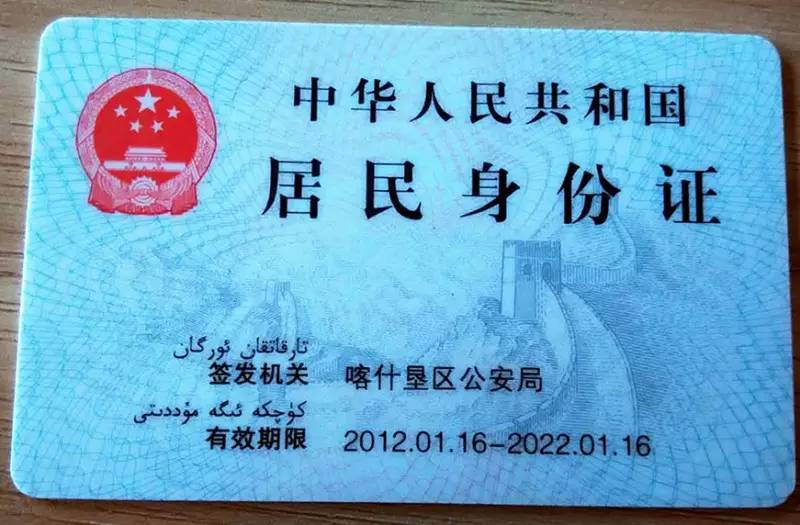 中华人民共和国
居民身份证
تارقاتقان ئورگان
签发机关 喀什垦区公安局
كۈچكە ئىگە مۇددىتى
有效期限 2012.01.16-2022.01.16